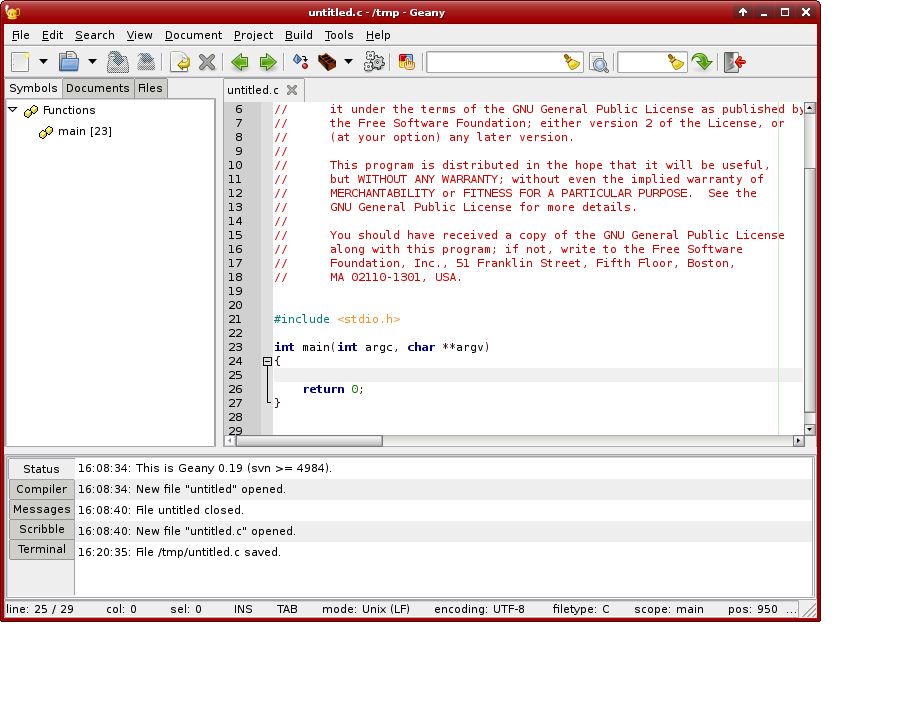 untitled.c - /tmp - Geany
File Edit Search View Document Project Build Tools Help
Symbols Documents Files
Functions
main [23]
untitled.c
6 // it under the terms of the GNU General Public License as published by
7 // the Free Software Foundation; either version 2 of the License, or
8 // (at your option) any later version.
9 //
10 // This program is distributed in the hope that it will be useful,
11 // but WITHOUT ANY WARRANTY; without even the implied warranty of
12 // MERCHANTABILITY or FITNESS FOR A PARTICULAR PURPOSE.  See the
13 // GNU General Public License for more details.
14 //
15 // You should have received a copy of the GNU General Public License
16 // along with this program; if not, write to the Free Software
17 // Foundation, Inc., 51 Franklin Street, Fifth Floor, Boston,
18 // MA 02110-1301, USA.
19
20
21 #include <stdio.h>
22
23 int main(int argc, char **argv)
24 {
25
26 return 0;
27 }
28
29
Status
Compiler
Messages
Scribble
Terminal
16:08:34: This is Geany 0.19 (svn >= 4984).
16:08:34: New file "untitled" opened.
16:08:40: File untitled closed.
16:08:40: New file "untitled.c" opened.
16:20:35: File /tmp/untitled.c saved.
line: 25 / 29 col: 0 sel: 0 INS TAB mode: Unix (LF) encoding: UTF-8 filetype: C scope: main pos: 950 ...